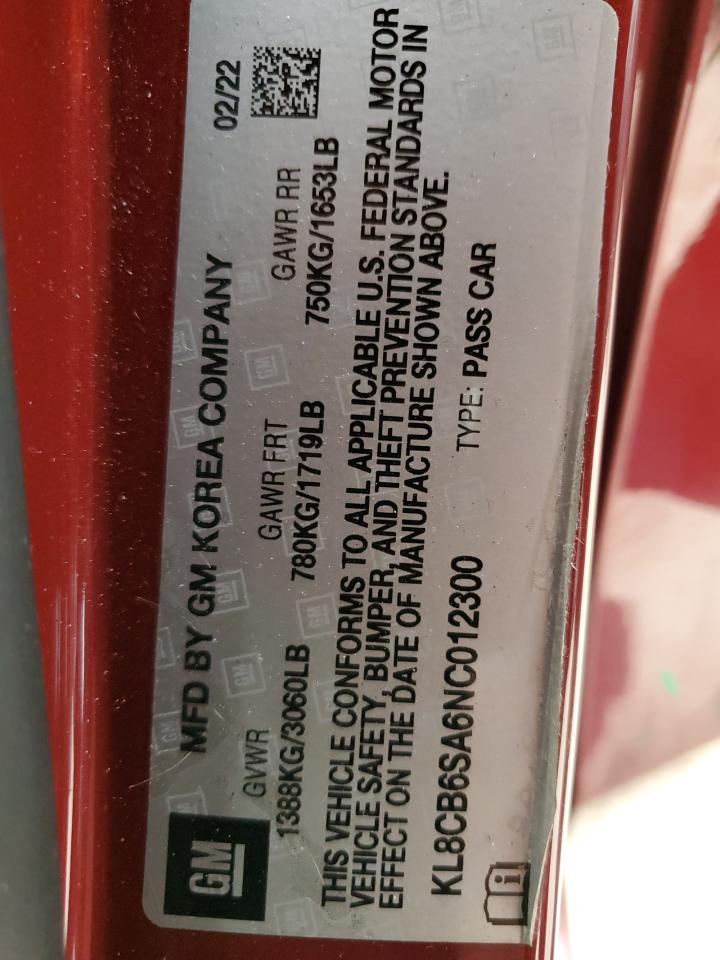 GM
MFD BY GM KOREA COMPANY 02/22
GVWR GAWR FRT GAWR RR
1388KG/3060LB 780KG/1719LB 750KG/1653LB
THIS VEHICLE CONFORMS TO ALL APPLICABLE U.S. FEDERAL MOTOR
VEHICLE SAFETY, BUMPER, AND THEFT PREVENTION STANDARDS IN
EFFECT ON THE DATE OF MANUFACTURE SHOWN ABOVE.
KL8CB6SA6NC012300 TYPE: PASS CAR